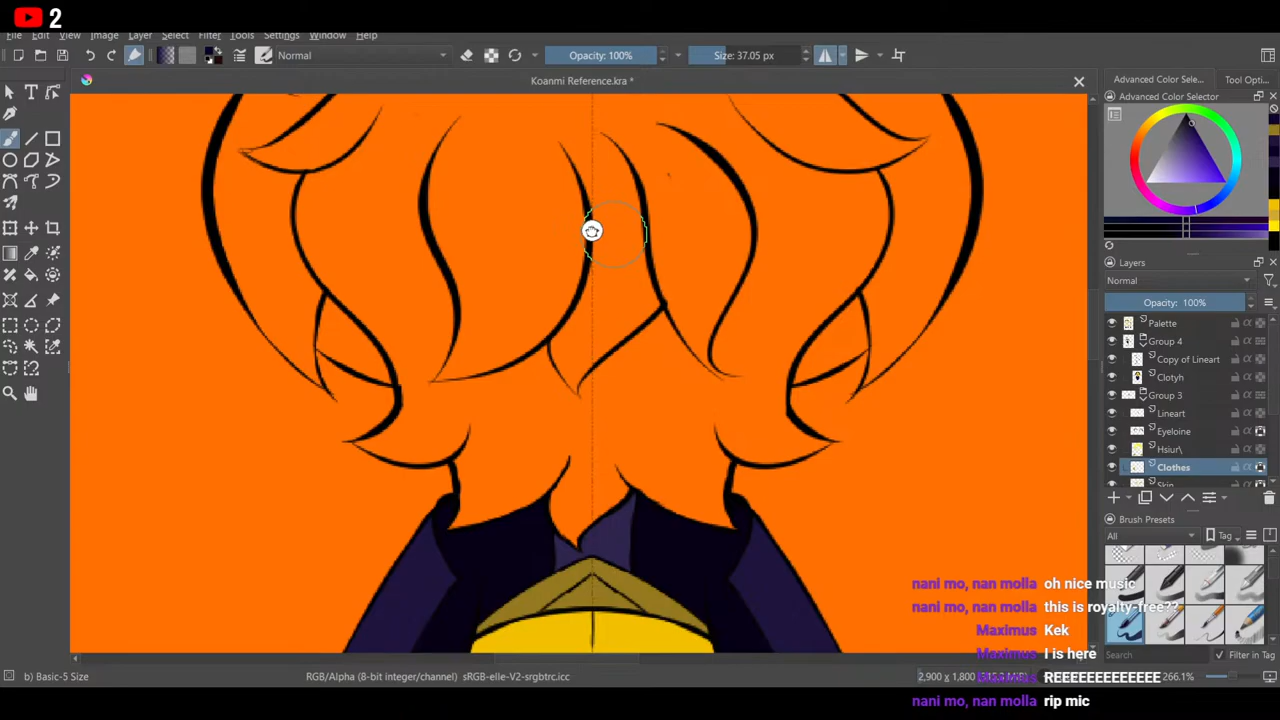 2
File Edit View Image Layer Select Filter Tools Settings Window Help
Normal
Opacity: 100%
Size: 37.05 px
Koanmi Reference.kra *
Advanced Color Sele...
Tool Opti...
Advanced Color Selector
Layers
Normal
Opacity: 100%
Palette
Group 4
Copy of Lineart
Clotyh
Group 3
Lineart
Eyeloine
Hsiur\
Clothes
Skin
Brush Presets
All
Tag
nani mo, nan molla oh nice music
nani mo, nan molla this is royalty-free??
Maximus Kek
Maximus I is here
Maximus REEEEEEEEEEEEE
nani mo, nan molla rip mic
Search
Filter in Tag
b) Basic-5 Size
RGB/Alpha (8-bit integer/channel) sRGB-elle-V2-srgbtrc.icc
2,900 x 1,800
266.1%